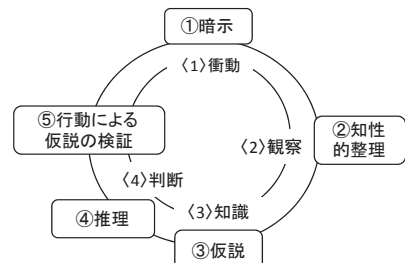 ①暗示
〈1〉衝動
⑤行動による
仮説の検証
〈2〉観察
②知性
的整理
〈4〉判断
〈3〉知識
④推理
③仮説